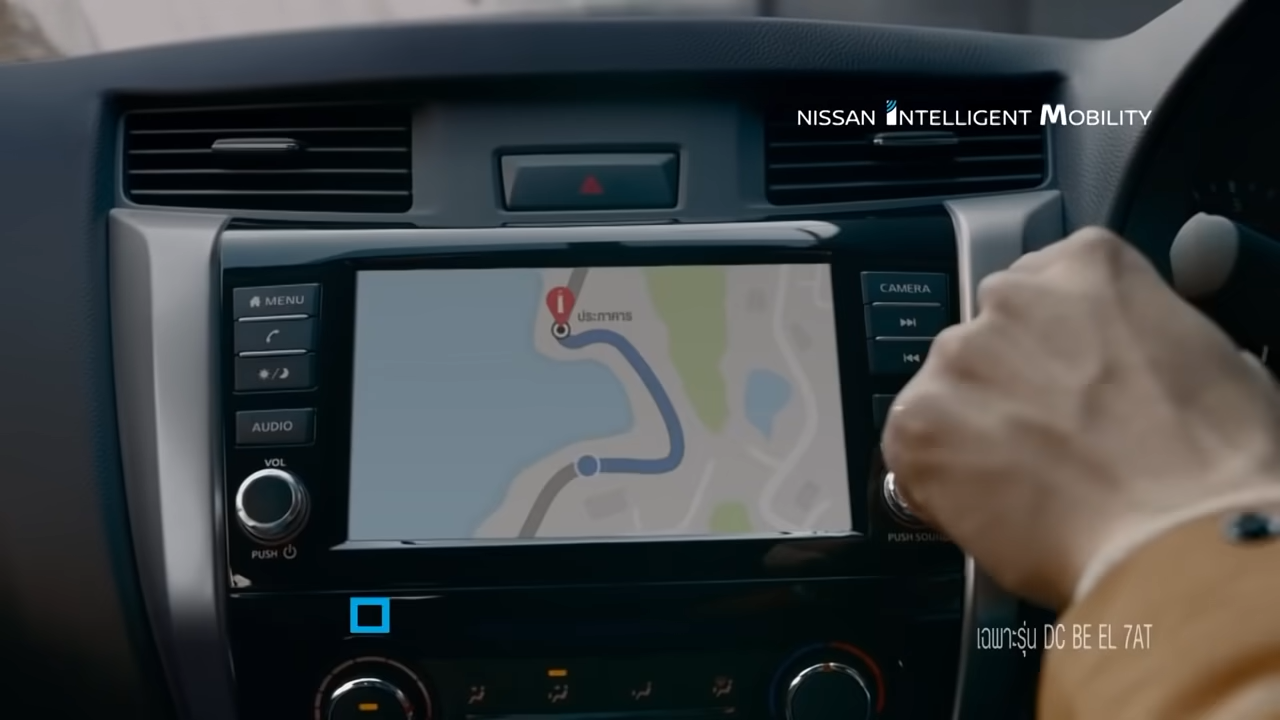 NISSAN INTELLIGENT MOBILITY
MENU
CAMERA
ประภาคาร
AUDIO
VOL
PUSH
PUSH SOUND
เฉพาะรุ่น DC BE EL 7AT